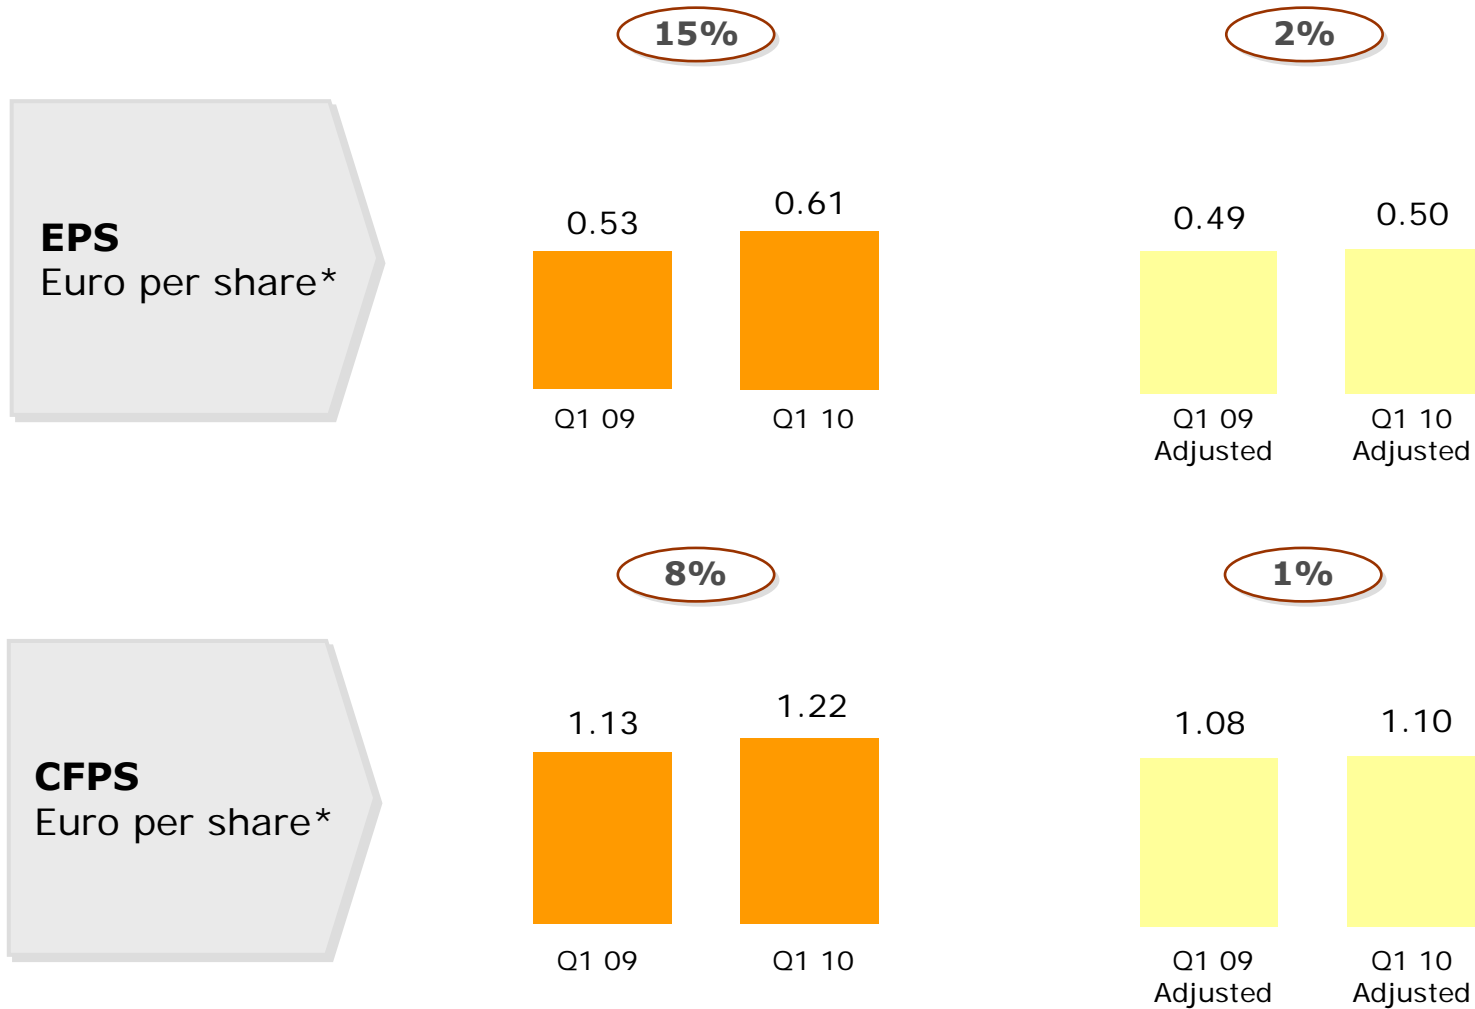 15%
2%
EPS
Euro per share*
0.53
0.61
0.49
0.50
Q1 09
Q1 10
Q1 09
Adjusted
Q1 10
Adjusted
8%
1%
CFPS
Euro per share*
1.13
1.22
1.08
1.10
Q1 09
Q1 10
Q1 09
Adjusted
Q1 10
Adjusted